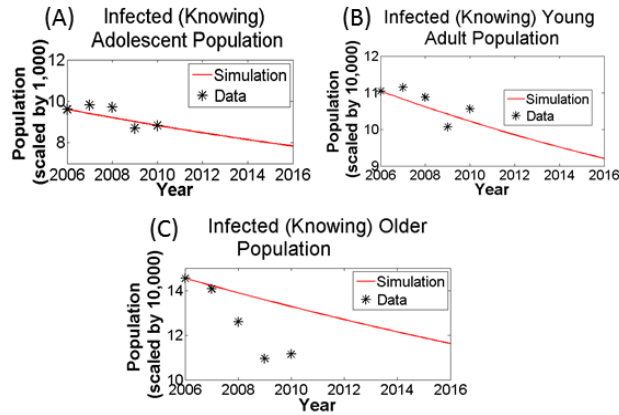 (A)
Infected (Knowing)
Adolescent Population
Population
(scaled by 1,000)
12
10
8
Simulation
Data
2006 2008 2010 2012 2014 2016
Year
(B)
Infected (Knowing) Young
Adult Population
Population
(scaled by 10,000)
11
10
9
Simulation
Data
2006 2008 2010 2012 2014 2016
Year
(C)
Infected (Knowing) Older
Population
Population
(scaled by 10,000)
14
12
10
Simulation
Data
2006 2008 2010 2012 2014 2016
Year